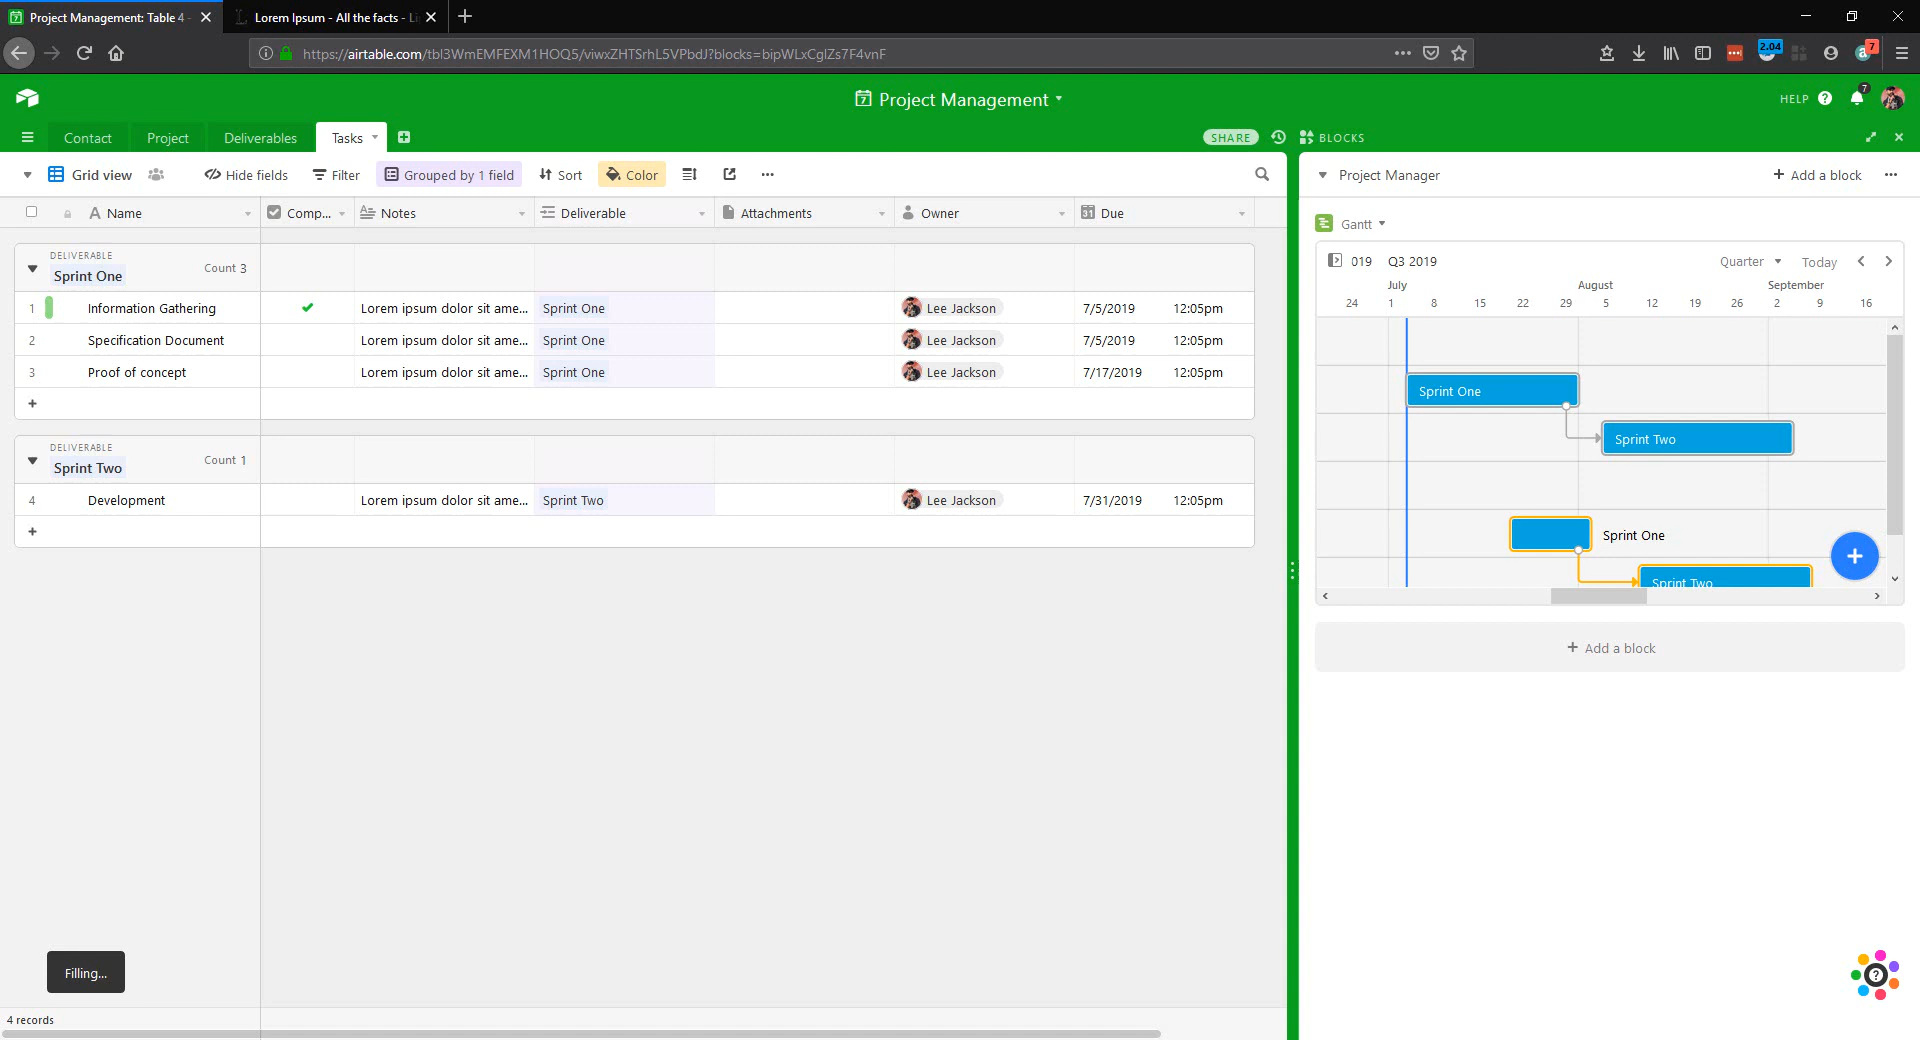 Project Management: Table 4 -
Lorem Ipsum - All the facts - Li
https://airtable.com/tbl3WmEMFEXM1HOQ5/viwxZHTSrhL5VPbdJ?blocks=bipWLxCglZs7F4vnF
2.04
7
Project Management
HELP
7
Contact
Project
Deliverables
Tasks
SHARE
BLOCKS
Grid view
Hide fields
Filter
Grouped by 1 field
Sort
Color
Project Manager
+ Add a block
Name
Comp...
Notes
Deliverable
Attachments
Owner
Due
DELIVERABLE
Sprint One
Count 3
1 Information Gathering Lorem ipsum dolor sit ame... Sprint One Lee Jackson 7/5/2019 12:05pm
2 Specification Document Lorem ipsum dolor sit ame... Sprint One Lee Jackson 7/5/2019 12:05pm
3 Proof of concept Lorem ipsum dolor sit ame... Sprint One Lee Jackson 7/17/2019 12:05pm
+
DELIVERABLE
Sprint Two
Count 1
4 Development Lorem ipsum dolor sit ame... Sprint Two Lee Jackson 7/31/2019 12:05pm
+
Gantt
019 Q3 2019
Quarter
Today
July August September
24 1 8 15 22 29 5 12 19 26 2 9 16
Sprint One
Sprint Two
Sprint One
Sprint Two
+ Add a block
Filling...
4 records